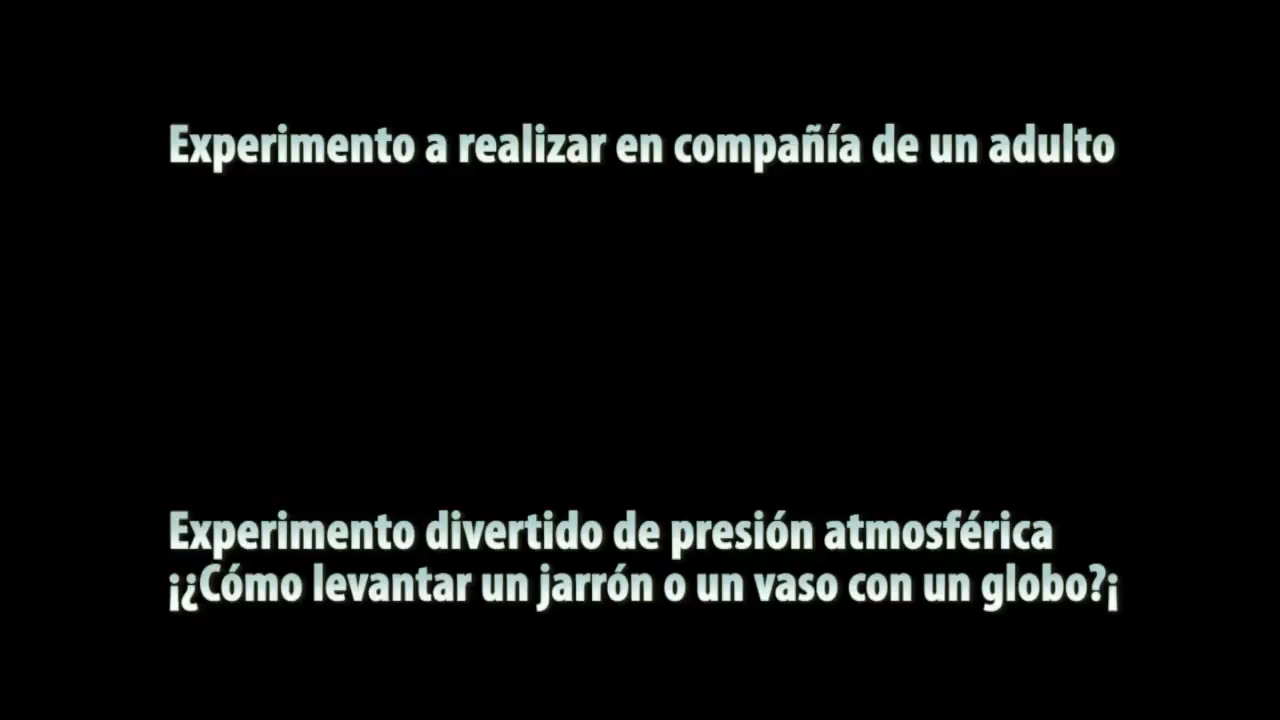 Experimento a realizar en compañía de un adulto
Experimento divertido de presión atmosférica
¡¿Cómo levantar un jarrón o un vaso con un globo?¡